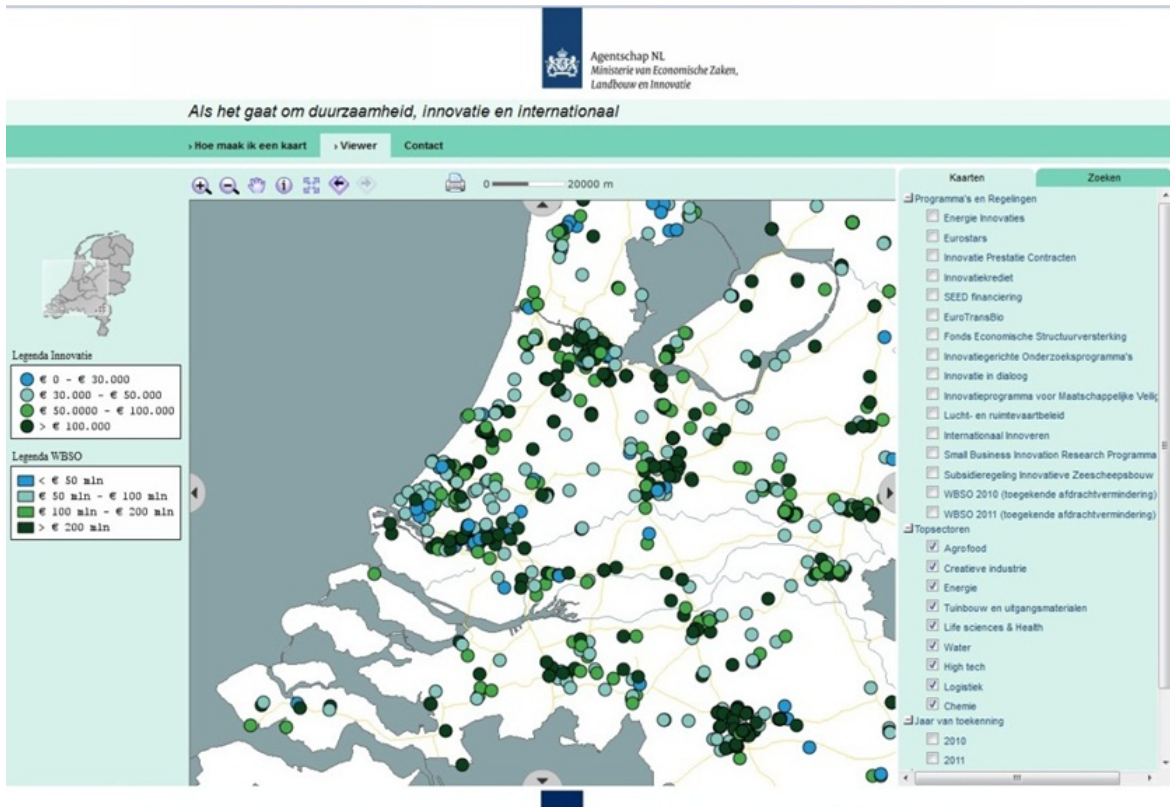 Agentschap NL
Ministerie van Economische Zaken,
Landbouw en Innovatie
Als het gaat om duurzaamheid, innovatie en internationaal
› Hoe maak ik een kaart
› Viewer
Contact
0
20000 m
Kaarten
Zoeken
Legenda Innovatie
€ 0 - € 30.000
€ 30.000 - € 50.000
€ 50.0000 - € 100.000
> € 100.000
Legenda WBSO
< € 50 mln
€ 50 mln - € 100 mln
€ 100 mln - € 200 mln
> € 200 mln
Programma's en Regelingen
Energie Innovaties
Eurostars
Innovatie Prestatie Contracten
Innovatiekrediet
SEED financiering
EuroTransBio
Fonds Economische Structuurversterking
Innovatiegerichte Onderzoeksprogramma's
Innovatie in dialoog
Innovatieprogramma voor Maatschappelijke Veilig
Lucht- en ruimtevaartbeleid
Internationaal Innoveren
Small Business Innovation Research Programma
Subsidieregeling Innovatieve Zeescheepsbouw
WBSO 2010 (toegekende afdrachtvermindering)
WBSO 2011 (toegekende afdrachtvermindering)
Topsectoren
Agrofood
Creatieve industrie
Energie
Tuinbouw en uitgangsmaterialen
Life sciences & Health
Water
High tech
Logistiek
Chemie
Jaar van toekenning
2010
2011